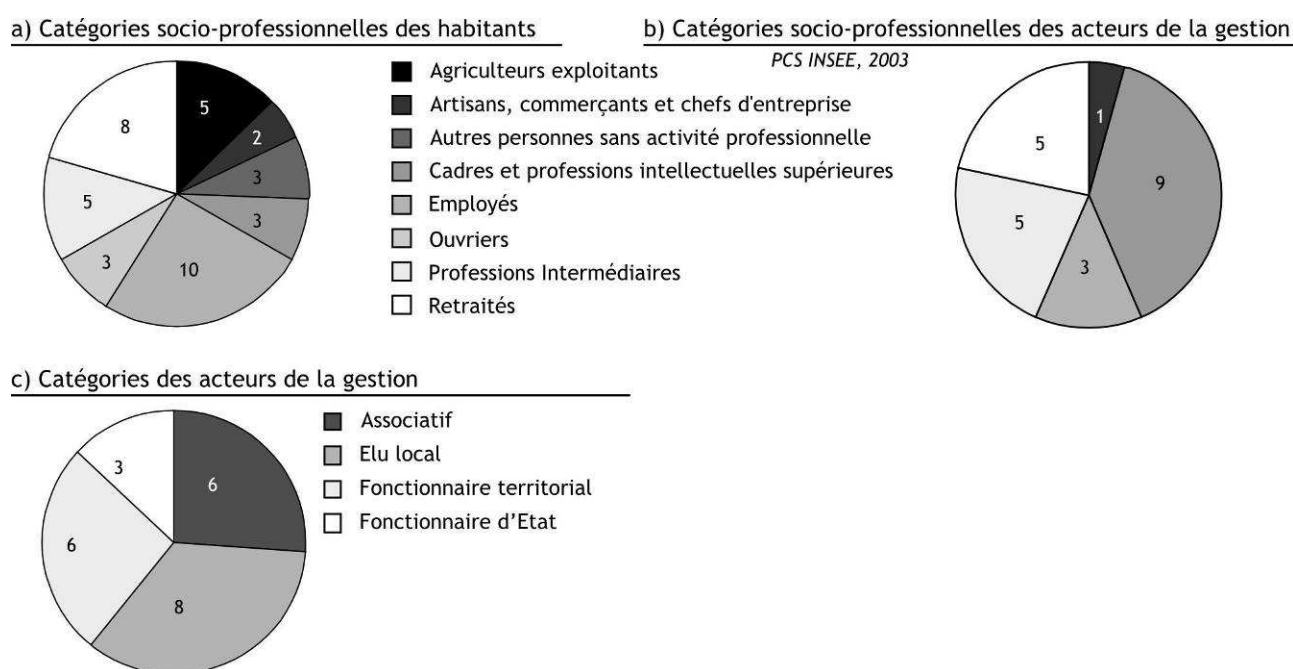 a) Catégories socio-professionnelles des habitants
b) Catégories socio-professionnelles des acteurs de la gestion
PCS INSEE, 2003
5
2
3
3
10
3
5
8
Agriculteurs exploitants
Artisans, commerçants et chefs d'entreprise
Autres personnes sans activité professionnelle
Cadres et professions intellectuelles supérieures
Employés
Ouvriers
Professions Intermédiaires
Retraités
1
9
3
5
5
c) Catégories des acteurs de la gestion
6
8
6
3
Associatif
Elu local
Fonctionnaire territorial
Fonctionnaire d’Etat